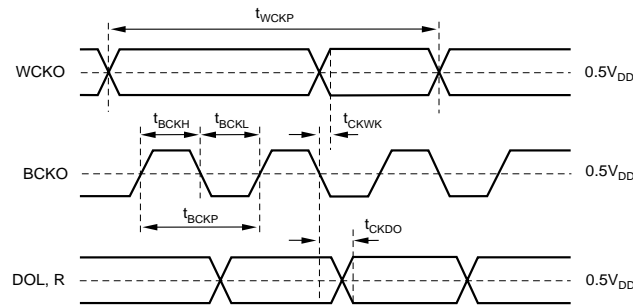 tWCKP
WCKO
0.5VDD
tBCKH
tBCKL
tCKWK
BCKO
0.5VDD
tBCKP
tCKDO
DOL, R
0.5VDD